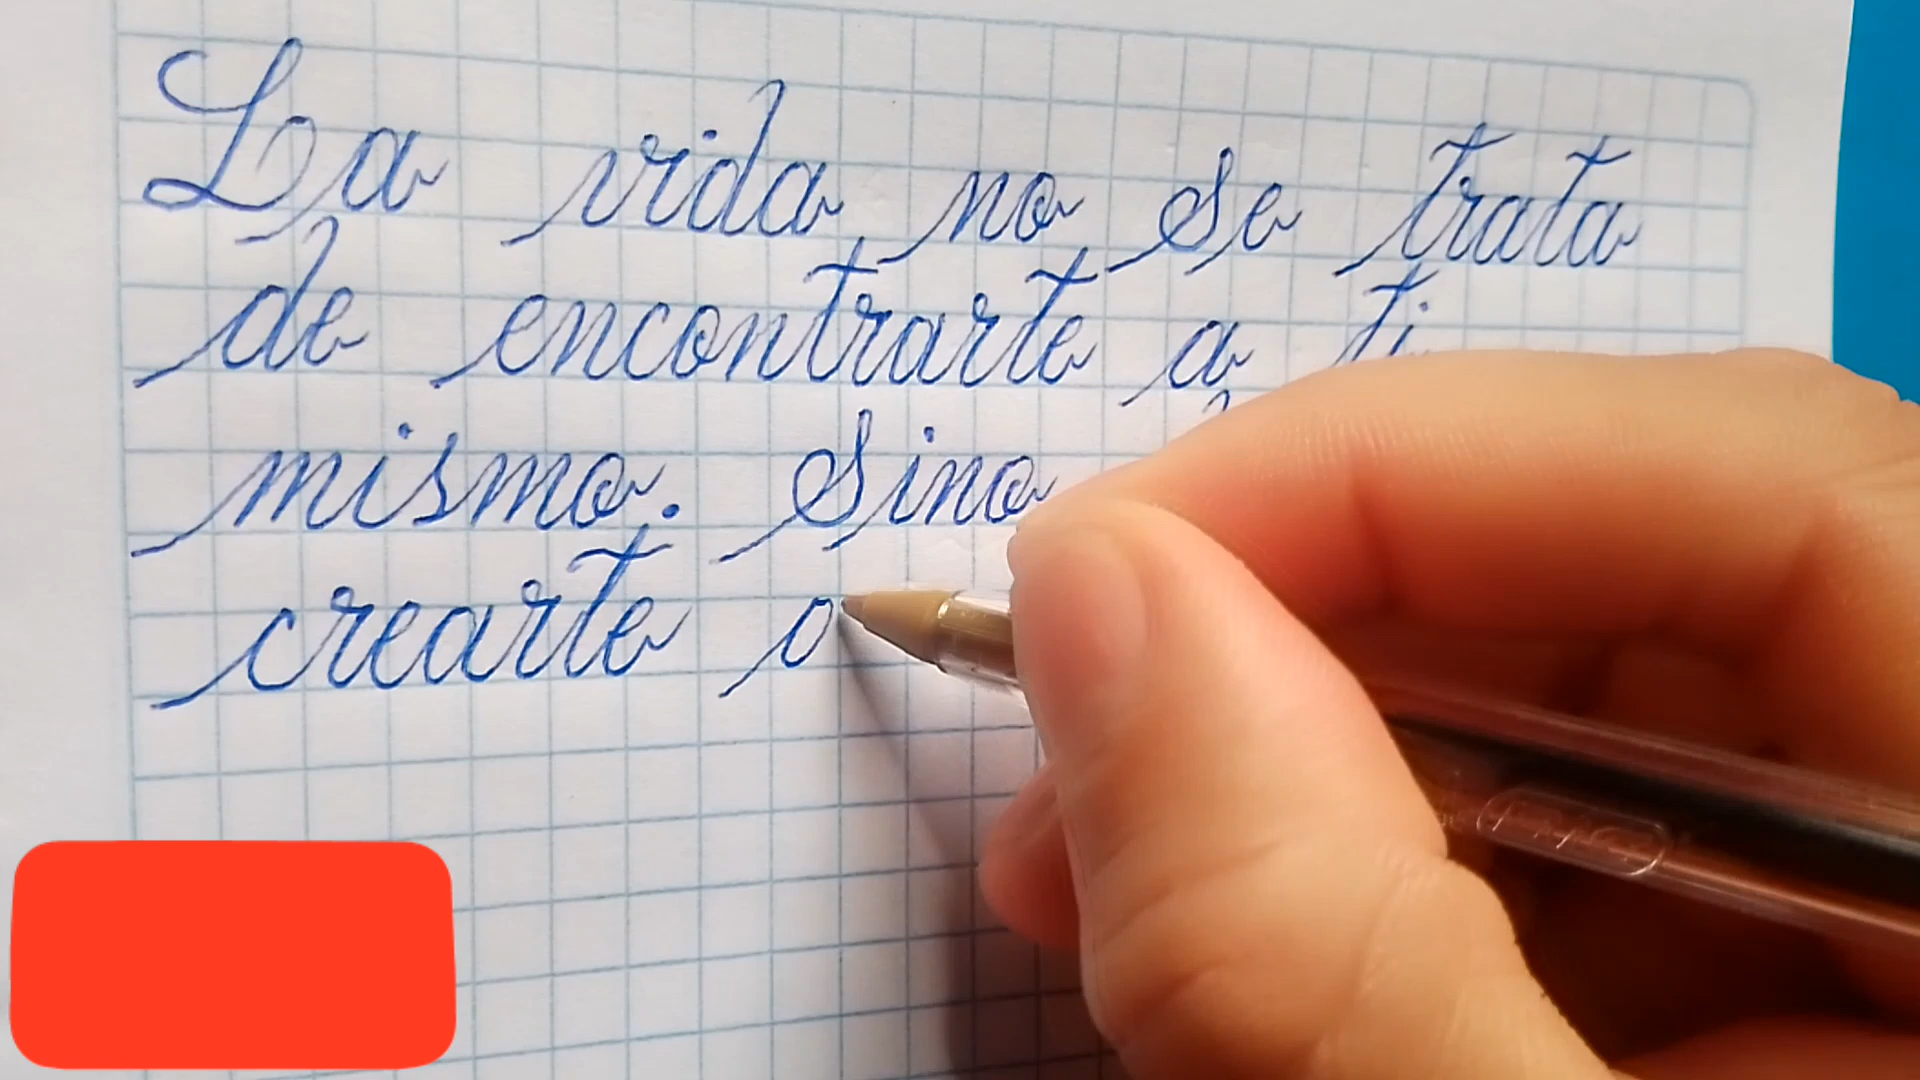 La vida no se trata
de encontrarte a ti
mismo. Sino
crearte